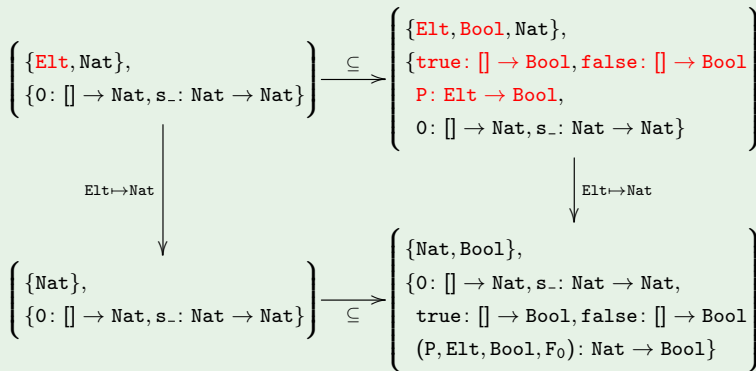 {Elt, Nat},
{0: [] → Nat, s_: Nat → Nat}
⊆
{Elt, Bool, Nat},
{true: [] → Bool, false: [] → Bool
P: Elt → Bool,
0: [] → Nat, s_: Nat → Nat}
Elt↦Nat
Elt↦Nat
{Nat},
{0: [] → Nat, s_: Nat → Nat}
⊆
{Nat, Bool},
{0: [] → Nat, s_: Nat → Nat,
true: [] → Bool, false: [] → Bool
(P, Elt, Bool, F₀): Nat → Bool}